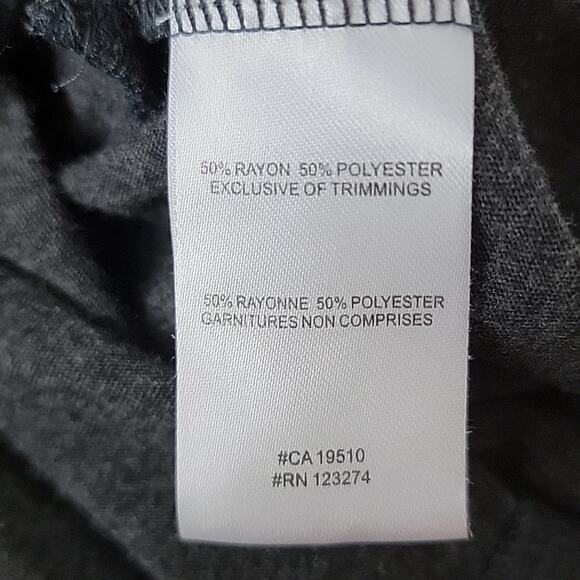 50% RAYON 50% POLYESTER
EXCLUSIVE OF TRIMMINGS
50% RAYONNE 50% POLYESTER
GARNITURES NON COMPRISES
#CA 19510
#RN 123274